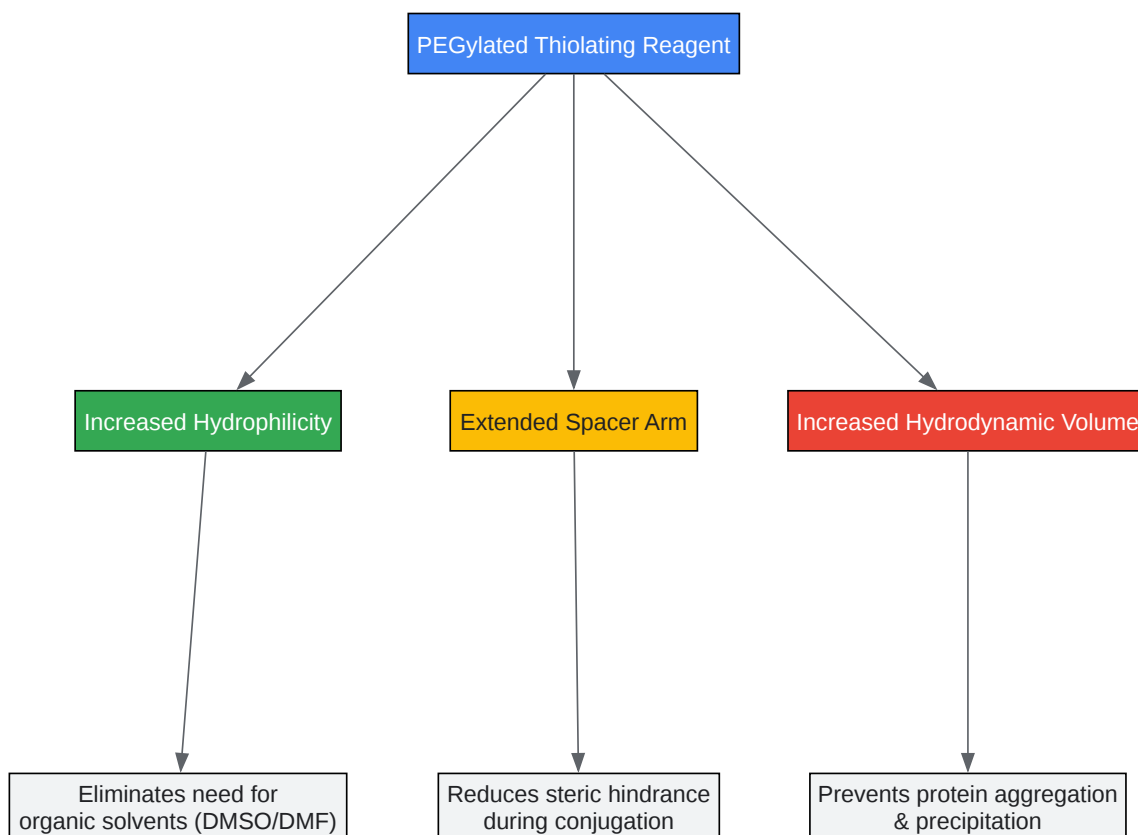 PEGylated Thiolating Reagent
Increased Hydrophilicity
Extended Spacer Arm
Increased Hydrodynamic Volume
Eliminates need for
organic solvents (DMSO/DMF)
Reduces steric hindrance
during conjugation
Prevents protein aggregation
& precipitation